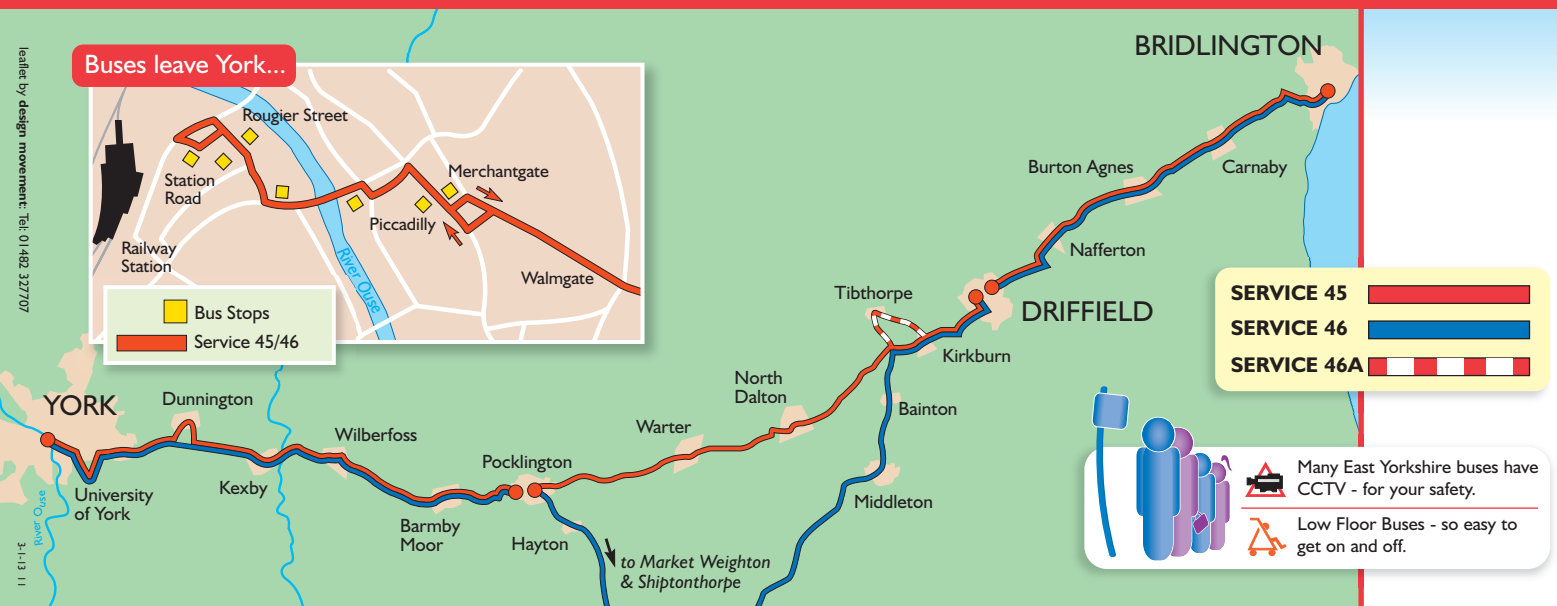 leaflet by design movement: Tel: 01482 327707
3-1-13 11
Buses leave York...
Rougier Street
Station
Road
Railway
Station
Merchantgate
Piccadilly
Walmgate
River Ouse
Bus Stops
Service 45/46
BRIDLINGTON
Carnaby
Burton Agnes
Nafferton
DRIFFIELD
Tibthorpe
Kirkburn
Bainton
Middleton
North
Dalton
Warter
Pocklington
Hayton
to Market Weighton
& Shiptonthorpe
Barmby
Moor
Wilberfoss
Kexby
Dunnington
YORK
University
of York
River Ouse
SERVICE 45
SERVICE 46
SERVICE 46A
Many East Yorkshire buses have
CCTV - for your safety.
Low Floor Buses - so easy to
get on and off.